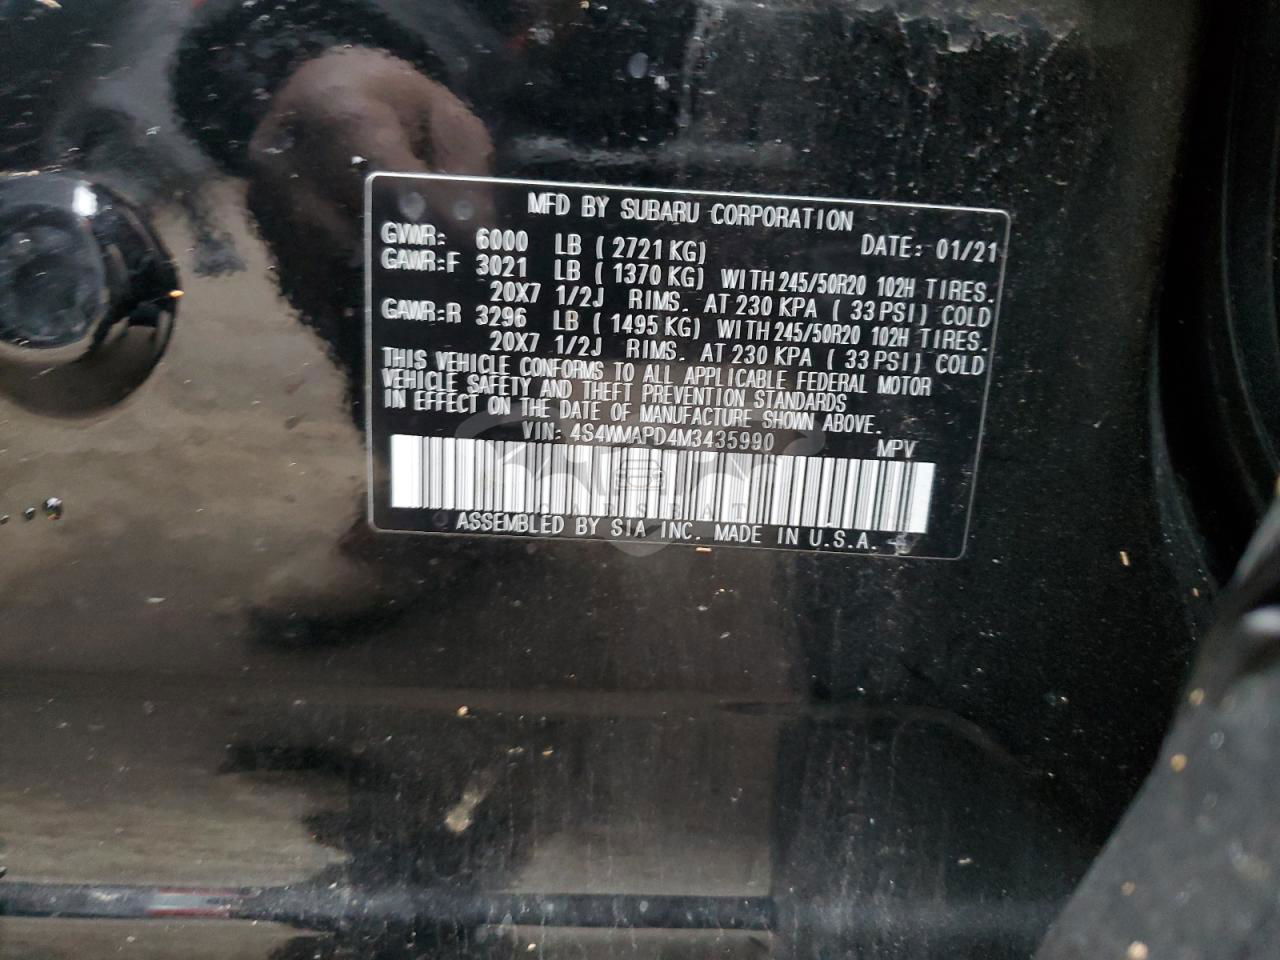 MFD BY SUBARU CORPORATION
GVWR: 6000 LB ( 2721 KG) DATE: 01/21
GAWR:F 3021 LB ( 1370 KG) WITH 245/50R20 102H TIRES.
20X7 1/2J RIMS. AT 230 KPA ( 33 PSI) COLD
GAWR:R 3296 LB ( 1495 KG) WITH 245/50R20 102H TIRES.
20X7 1/2J RIMS. AT 230 KPA ( 33 PSI) COLD
THIS VEHICLE CONFORMS TO ALL APPLICABLE FEDERAL MOTOR
VEHICLE SAFETY AND THEFT PREVENTION STANDARDS
IN EFFECT ON THE DATE OF MANUFACTURE SHOWN ABOVE.
VIN: 4S4WMAPD4M3435990 MPV
ASSEMBLED BY SIA INC. MADE IN U.S.A.